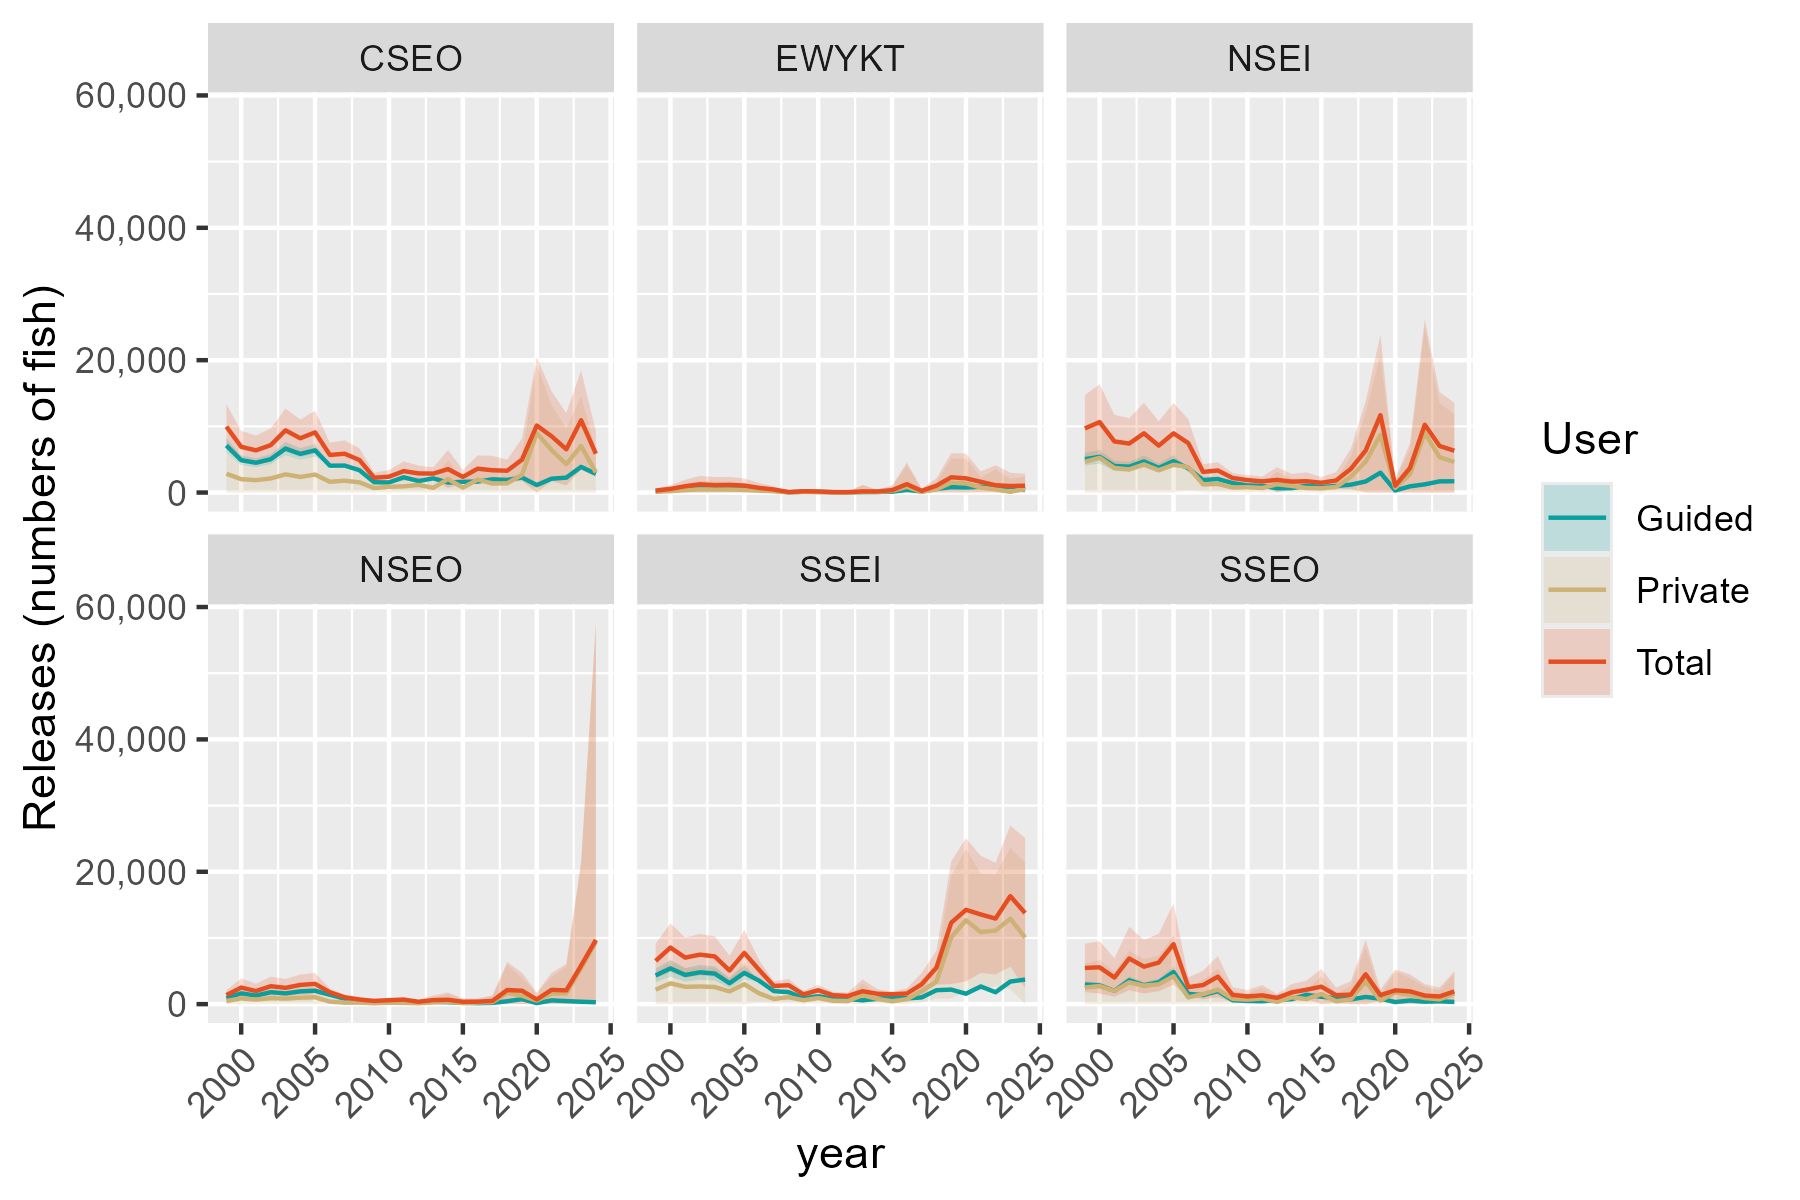 CSEO EWYKT NSEI
60,000
40,000
20,000
0
NSEO SSEI SSEO
60,000
40,000
20,000
0
Releases (numbers of fish)
2000 2005 2010 2015 2020 2025 2000 2005 2010 2015 2020 2025 2000 2005 2010 2015 2020 2025
year
User
Guided
Private
Total